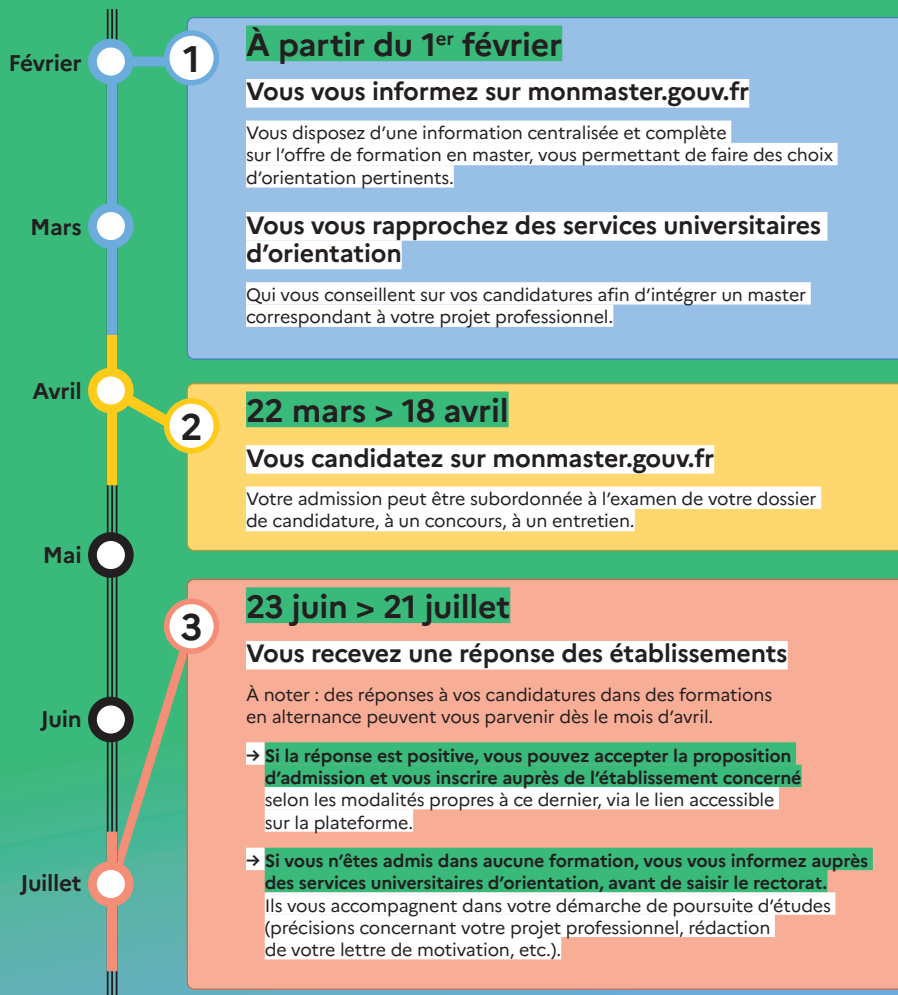 Février
1
À partir du 1er février
Vous vous informez sur monmaster.gouv.fr
Vous disposez d'une information centralisée et complète
sur l'offre de formation en master, vous permettant de faire des choix
d'orientation pertinents.
Mars
Vous vous rapprochez des services universitaires
d'orientation
Qui vous conseillent sur vos candidatures afin d'intégrer un master
correspondant à votre projet professionnel.
Avril
2
22 mars > 18 avril
Vous candidatez sur monmaster.gouv.fr
Votre admission peut être subordonnée à l'examen de votre dossier
de candidature, à un concours, à un entretien.
Mai
3
23 juin > 21 juillet
Vous recevez une réponse des établissements
À noter : des réponses à vos candidatures dans des formations
en alternance peuvent vous parvenir dès le mois d'avril.
Juin
→ Si la réponse est positive, vous pouvez accepter la proposition
d'admission et vous inscrire auprès de l'établissement concerné
selon les modalités propres à ce dernier, via le lien accessible
sur la plateforme.
Juillet
→ Si vous n'êtes admis dans aucune formation, vous vous informez auprès
des services universitaires d'orientation, avant de saisir le rectorat.
Ils vous accompagnent dans votre démarche de poursuite d'études
(précisions concernant votre projet professionnel, rédaction
de votre lettre de motivation, etc.).